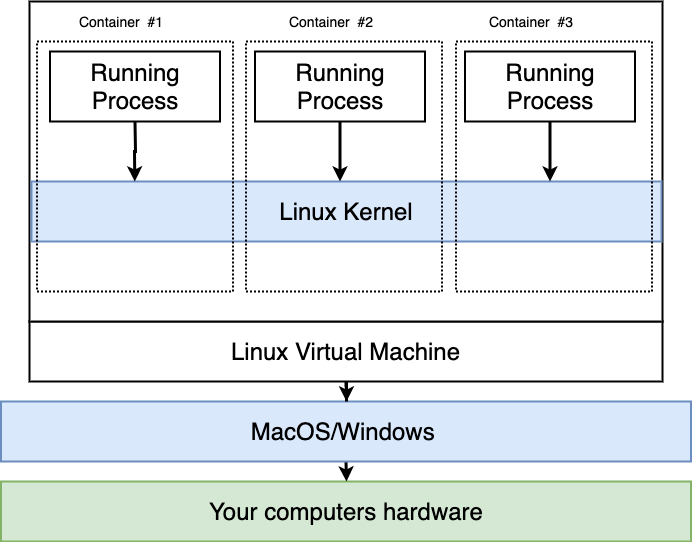 Container #1
Container #2
Container #3
Running
Process
Running
Process
Running
Process
Linux Kernel
Linux Virtual Machine
MacOS/Windows
Your computers hardware